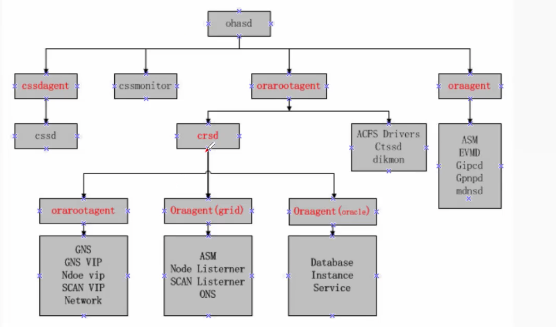 ohasd
cssdagent
cssmonitor
orarootagent
oraagent
cssd
crsd
ACFS Drivers
Ctssd
dikmon
ASM
EVMD
Gipcd
Gpnpd
mdnsd
orarootagent
Oraagent(grid)
Oraagent(oracle)
GNS
GNS VIP
Ndoe vip
SCAN VIP
Network
ASM
Node Listerner
SCAN Listerner
ONS
Database
Instance
Service